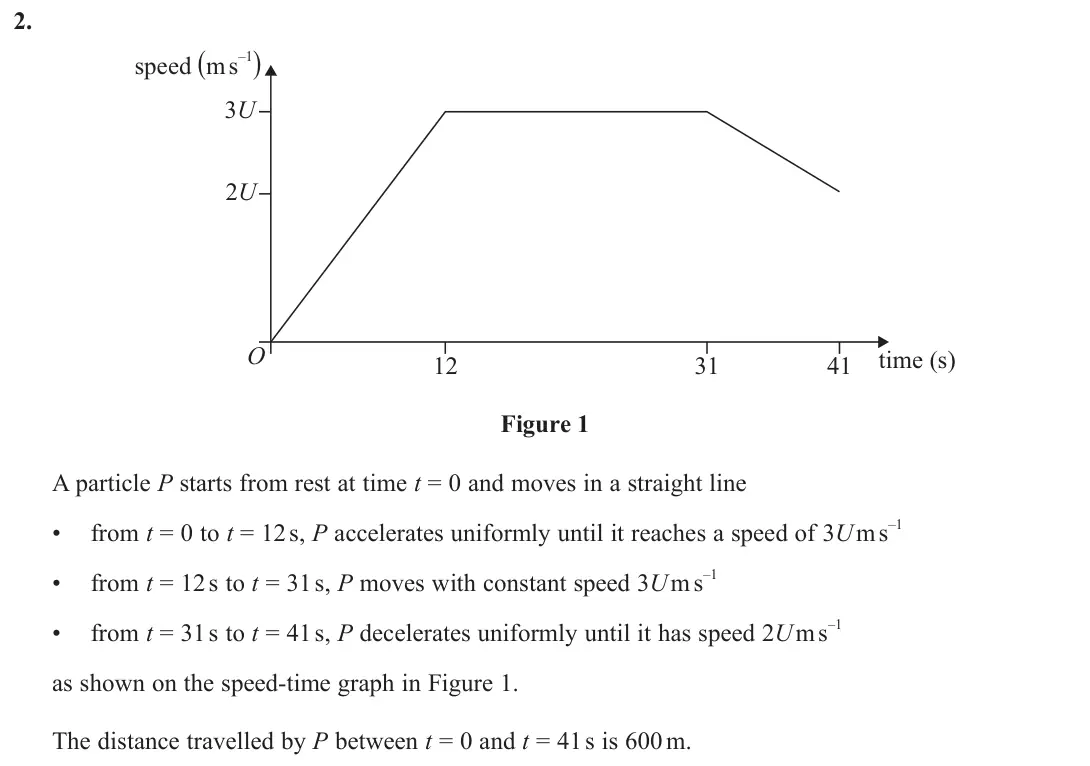 2.
speed (m s⁻¹)
3U
2U
O
12
31
41
time (s)
Figure 1
A particle P starts from rest at time t = 0 and moves in a straight line
• from t = 0 to t = 12 s, P accelerates uniformly until it reaches a speed of 3U m s⁻¹
• from t = 12 s to t = 31 s, P moves with constant speed 3U m s⁻¹
• from t = 31 s to t = 41 s, P decelerates uniformly until it has speed 2U m s⁻¹
as shown on the speed-time graph in Figure 1.
The distance travelled by P between t = 0 and t = 41 s is 600 m.